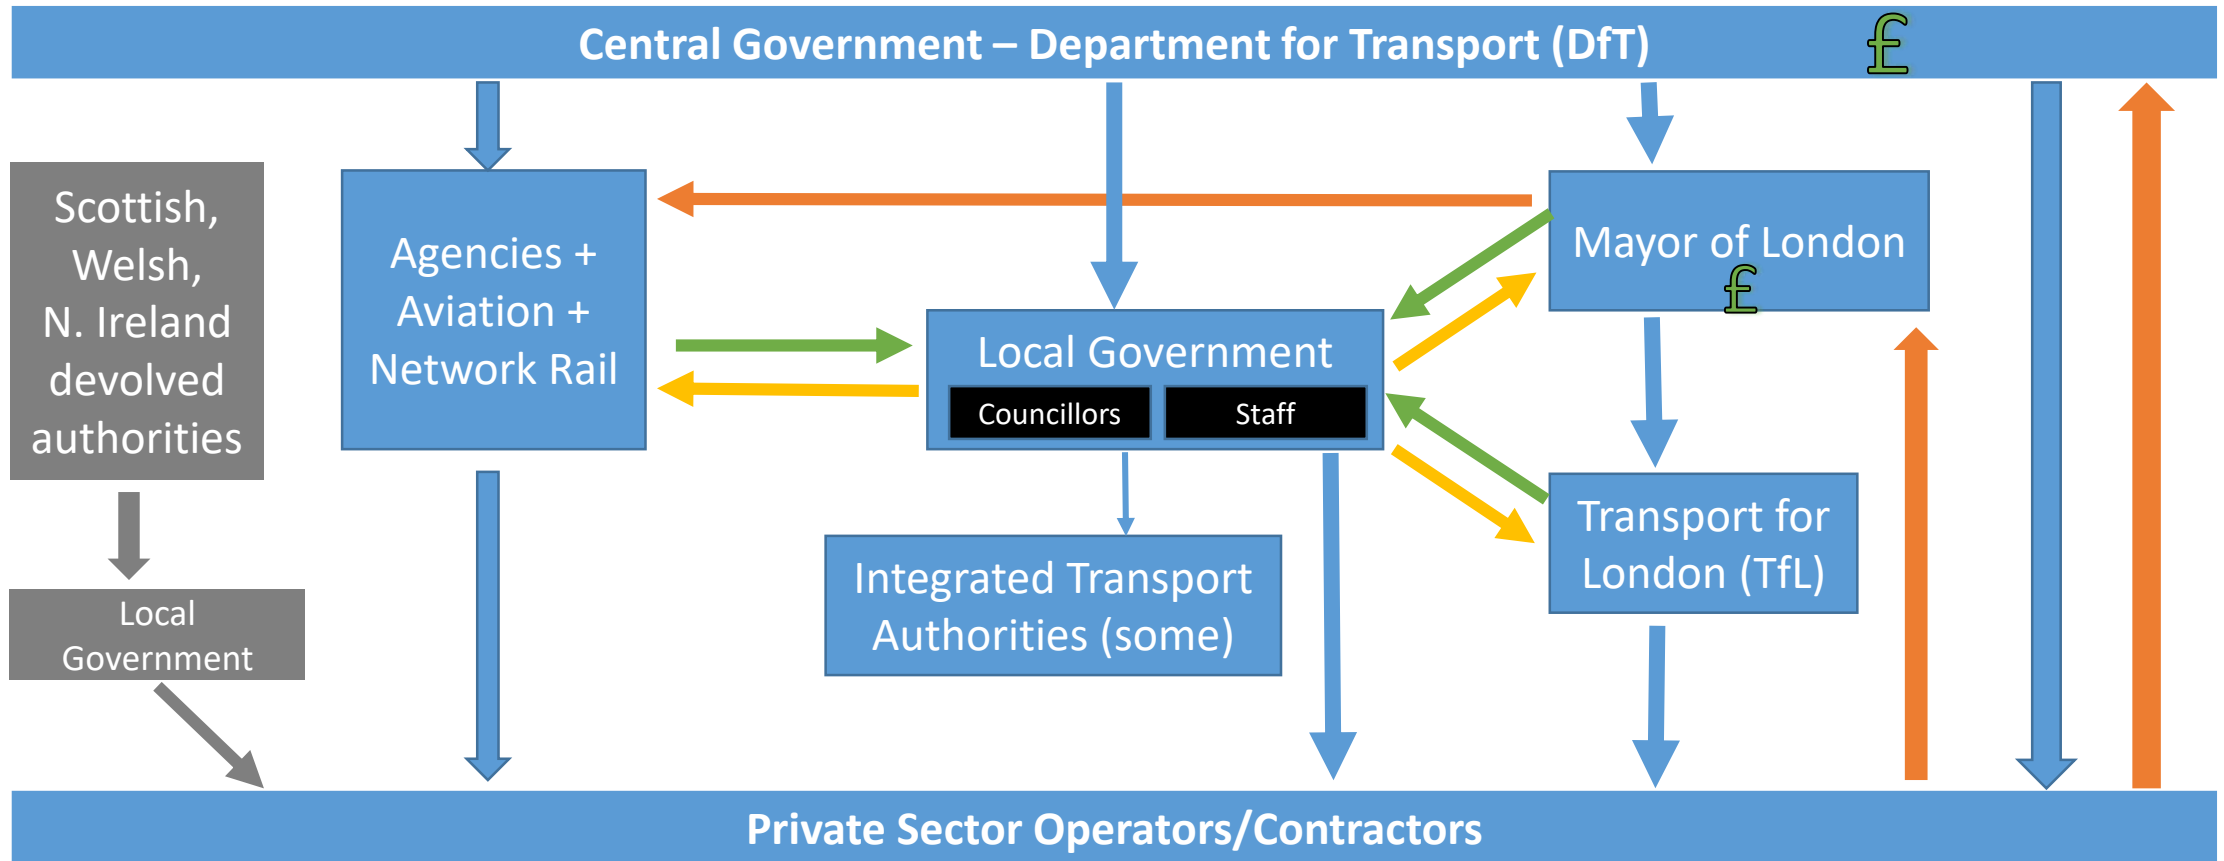 Central Government – Department for Transport (DfT)
£
Scottish,
Welsh,
N. Ireland
devolved
authorities
Agencies +
Aviation +
Network Rail
Mayor of London
£
Local Government
Councillors
Staff
Transport for
London (TfL)
Integrated Transport
Authorities (some)
Local
Government
Private Sector Operators/Contractors